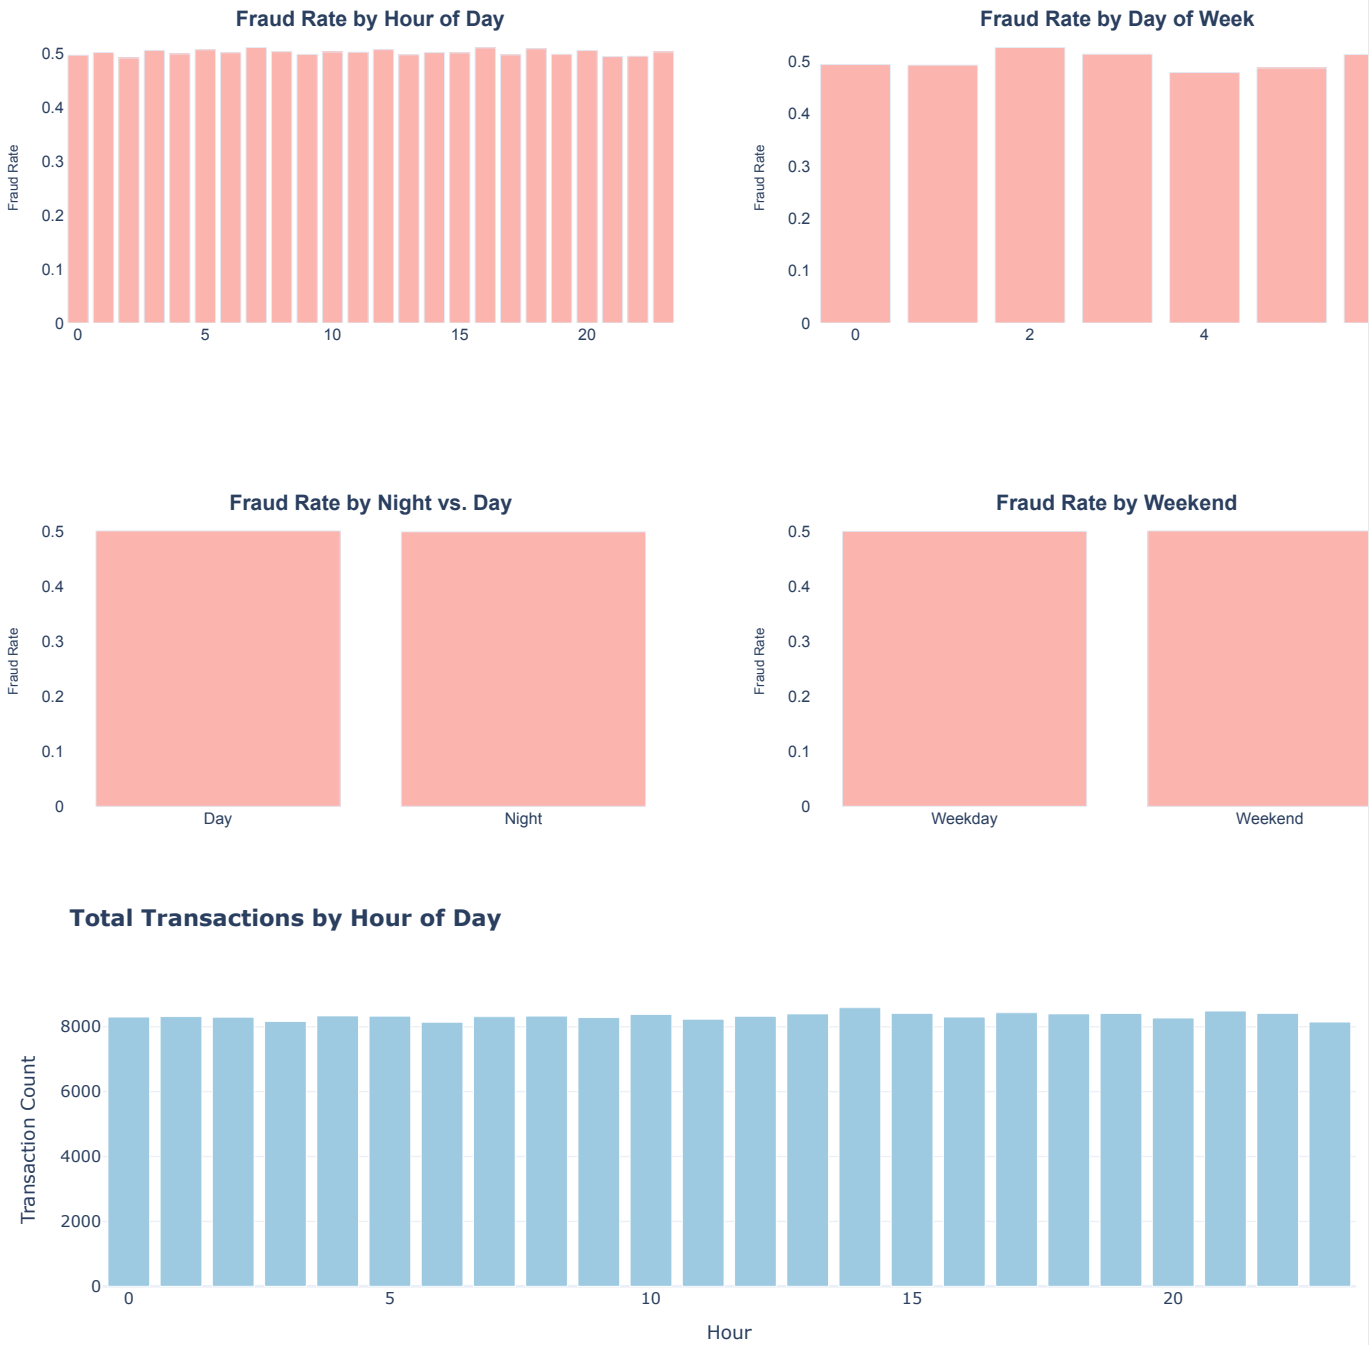 Fraud Rate by Hour of Day
Fraud Rate
0.5
0.4
0.3
0.2
0.1
0
0 5 10 15 20
Fraud Rate by Day of Week
Fraud Rate
0.5
0.4
0.3
0.2
0.1
0
0 2 4
Fraud Rate by Night vs. Day
Fraud Rate
0.5
0.4
0.3
0.2
0.1
0
Day Night
Fraud Rate by Weekend
Fraud Rate
0.5
0.4
0.3
0.2
0.1
0
Weekday Weekend
Total Transactions by Hour of Day
Transaction Count
8000
6000
4000
2000
0
0 5 10 15 20
Hour